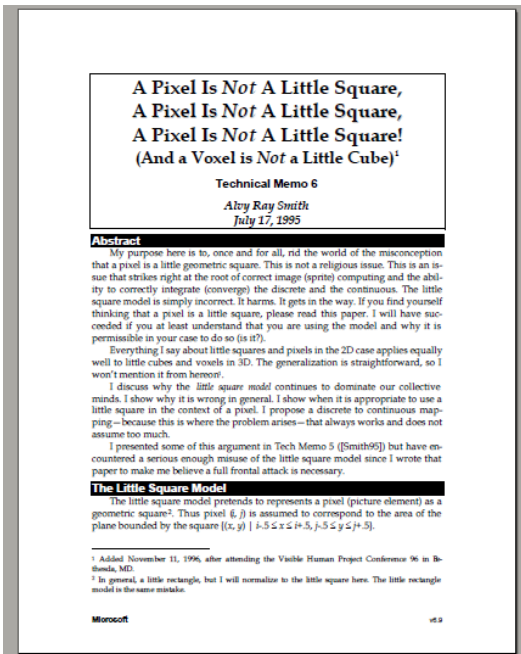 A Pixel Is Not A Little Square,
A Pixel Is Not A Little Square,
A Pixel Is Not A Little Square!
(And a Voxel is Not a Little Cube)¹
Technical Memo 6
Alvy Ray Smith
July 17, 1995
Abstract
My purpose here is to, once and for all, rid the world of the misconception
that a pixel is a little geometric square. This is not a religious issue. This is an is-
sue that strikes right at the root of correct image (sprite) computing and the abil-
ity to correctly integrate (converge) the discrete and the continuous. The little
square model is simply incorrect. It harms. It gets in the way. If you find yourself
thinking that a pixel is a little square, please read this paper. I will have suc-
ceeded if you at least understand that you are using the model and why it is
permissible in your case to do so (is it?).
Everything I say about little squares and pixels in the 2D case applies equally
well to little cubes and voxels in 3D. The generalization is straightforward, so I
won't mention it from hereon¹.
I discuss why the little square model continues to dominate our collective
minds. I show why it is wrong in general. I show when it is appropriate to use a
little square in the context of a pixel. I propose a discrete to continuous map-
ping—because this is where the problem arises—that always works and does not
assume too much.
I presented some of this argument in Tech Memo 5 ([Smith95]) but have en-
countered a serious enough misuse of the little square model since I wrote that
paper to make me believe a full frontal attack is necessary.
The Little Square Model
The little square model pretends to represents a pixel (picture element) as a
geometric square². Thus pixel (i, j) is assumed to correspond to the area of the
plane bounded by the square {(x, y) | i-.5 ≤ x ≤ i+.5, j-.5 ≤ y ≤ j+.5}.
¹ Added November 11, 1996, after attending the Visible Human Project Conference 96 in Be-
thesda, MD.
² In general, a little rectangle, but I will normalize to the little square here. The little rectangle
model is the same mistake.
Microsoft v6.9